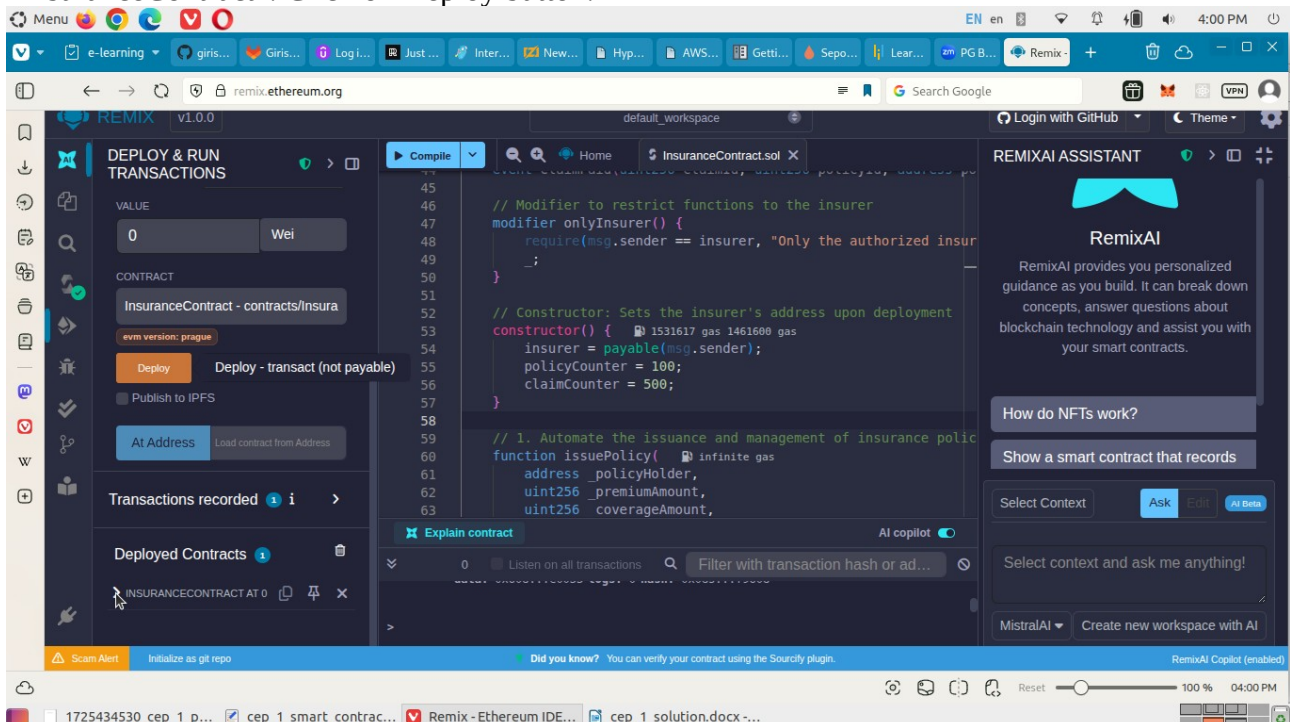 Menu
EN en
4:00 PM
e-learning
giris...
Giris...
Log i...
Just ...
Inter...
New...
Hyp...
AWS...
Getti...
Sepo...
Lear...
PG B...
Remix -
remix.ethereum.org
Search Google
VPN
REMIX v1.0.0
default_workspace
Login with GitHub
Theme
DEPLOY & RUN
TRANSACTIONS
VALUE
0
Wei
CONTRACT
InsuranceContract - contracts/Insura
evm version: prague
Deploy
Deploy - transact (not payable)
Publish to IPFS
At Address
Load contract from Address
Transactions recorded 1 i
Deployed Contracts 1
INSURANCECONTRACT AT 0
Compile
Home
InsuranceContract.sol
45
46 // Modifier to restrict functions to the insurer
47 modifier onlyInsurer() {
48 require(msg.sender == insurer, "Only the authorized insur
49 _;
50 }
51
52 // Constructor: Sets the insurer's address upon deployment
53 constructor() { 1531617 gas 1461600 gas
54 insurer = payable(msg.sender);
55 policyCounter = 100;
56 claimCounter = 500;
57 }
58
59 // 1. Automate the issuance and management of insurance polic
60 function issuePolicy( infinite gas
61 address _policyHolder,
62 uint256 _premiumAmount,
63 uint256 coverageAmount,
Explain contract
AI copilot
0
Listen on all transactions
Filter with transaction hash or ad...
>
REMIXAI ASSISTANT
RemixAI
RemixAI provides you personalized
guidance as you build. It can break down
concepts, answer questions about
blockchain technology and assist you with
your smart contracts.
How do NFTs work?
Show a smart contract that records
Select Context
Ask
Edit
AI Beta
Select context and ask me anything!
MistralAI
Create new workspace with AI
Scam Alert
Initialize as git repo
Did you know? You can verify your contract using the Sourcify plugin.
RemixAI Copilot (enabled)
Reset
100 %
04:00 PM
1725434530 cep 1 p...
cep 1 smart contrac...
Remix - Ethereum IDE...
cep 1 solution.docx -...